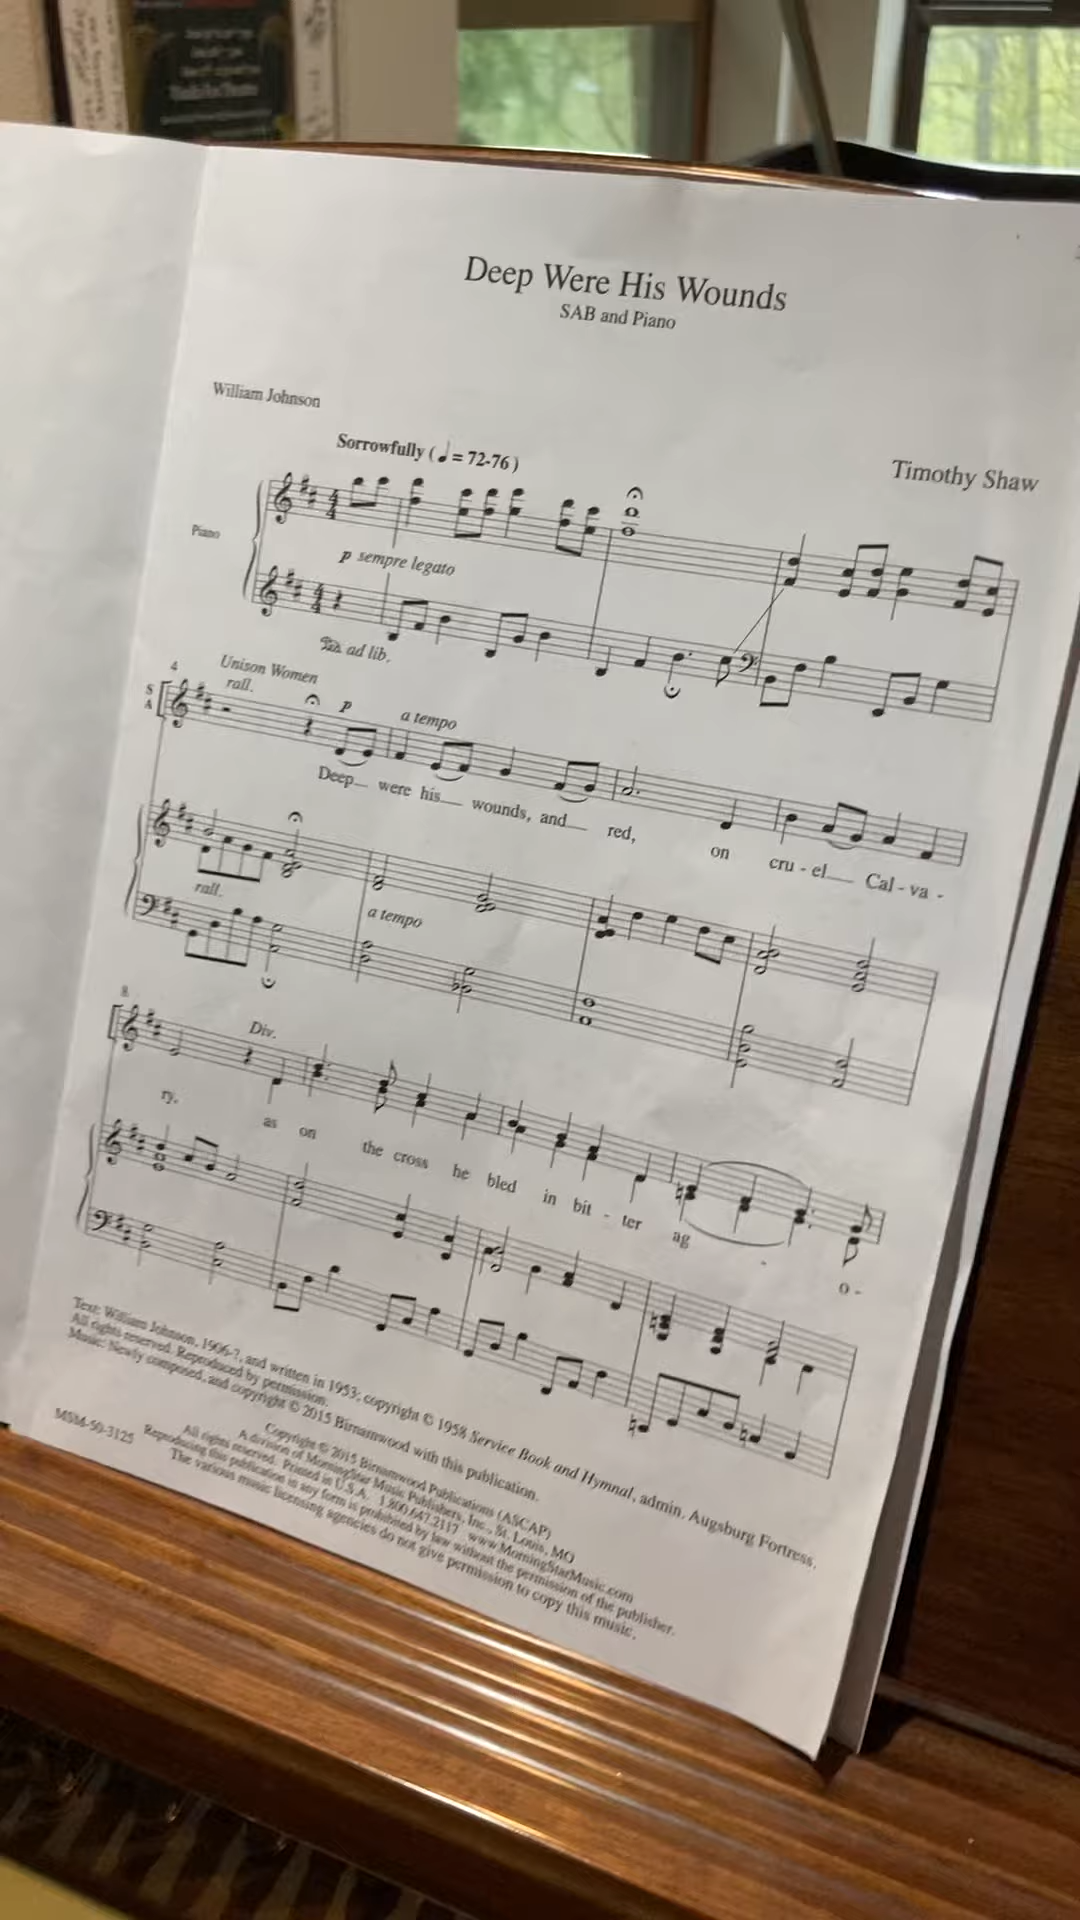 Deep Were His Wounds
SAB and Piano
William Johnson
Timothy Shaw
Sorrowfully ( ♩ = 72-76 )
Piano
p sempre legato
ad lib.
4
Unison Women
rall.
p
a tempo
S
A
Deep__ were his__ wounds, and__ red, on cru - el__ Cal - va -
rall.
a tempo
8
Div.
ry, as on the cross he bled in bit - ter ag o -
Text: William Johnson, 1906-?, and written in 1953; copyright © 1958 Service Book and Hymnal, admin. Augsburg Fortress.
All rights reserved. Reproduced by permission.
Music: Newly composed, and copyright © 2015 Birnamwood with this publication.
Copyright © 2015 Birnamwood Publications (ASCAP)
A division of MorningStar Music Publishers, Inc., St. Louis, MO
All rights reserved. Printed in U.S.A. 1.800.647.2117 www.MorningStarMusic.com
Reproducing this publication in any form is prohibited by law without the permission of the publisher.
The various music licensing agencies do not give permission to copy this music.
MSM-50-3125